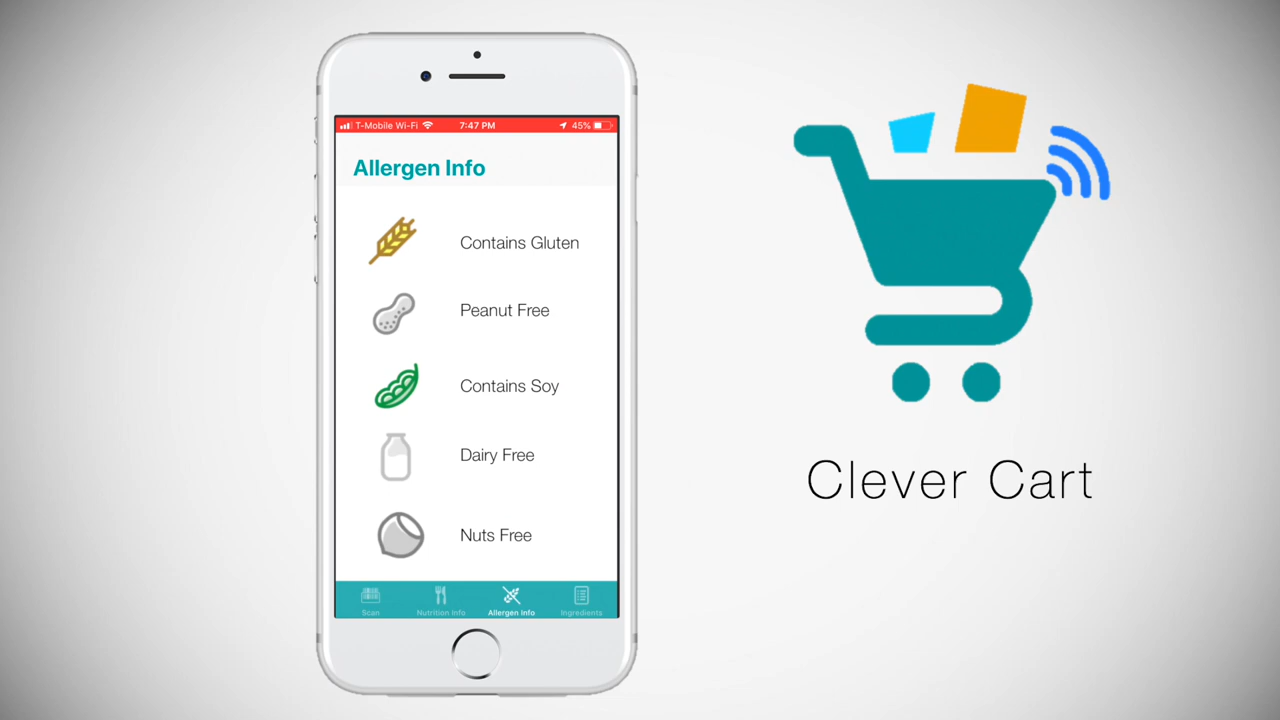 T-Mobile Wi-Fi 7:47 PM 45%
Allergen Info
Contains Gluten
Peanut Free
Contains Soy
Dairy Free
Nuts Free
Scan Nutrition Info Allergen Info Ingredients
Clever Cart